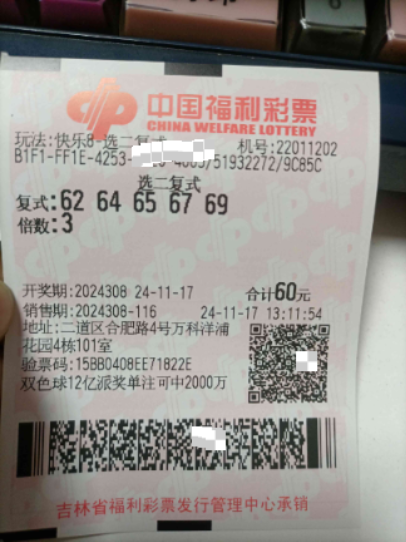 中国福利彩票
CHINA WELFARE LOTTERY
玩法:快乐8-选二复式 机号:22011202
B1F1-FF1E-4253- /51932272/9C85C
选二复式
复式:62 64 65 67 69
倍数:3
开奖期:2024308 24-11-17 合计60元
销售期:2024308-116 24-11-17 13:11:54
地址:二道区合肥路4号万科洋浦
花园4栋101室
验票码:15BB0408EE71822E
双色球12亿派奖单注可中2000万
吉林省福利彩票发行管理中心承销